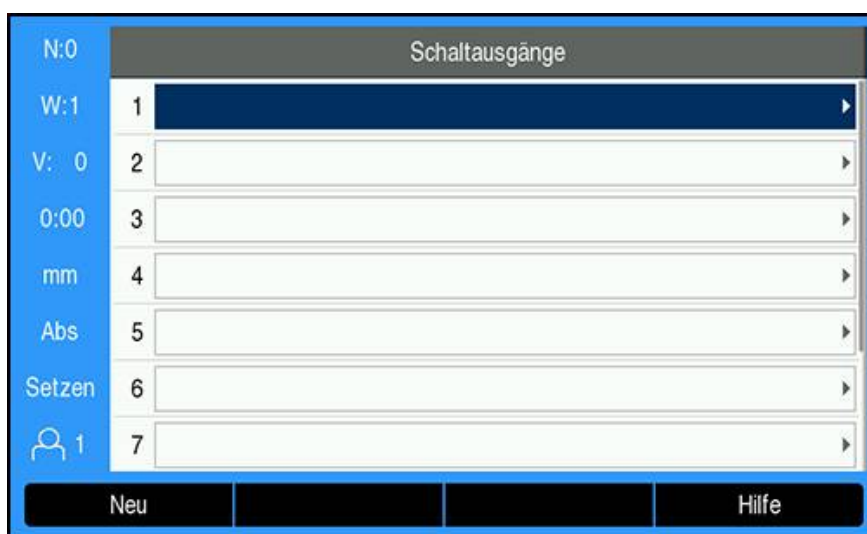 N:0
Schaltausgänge
W:1
1
V: 0
2
0:00
3
mm
4
Abs
5
Setzen
6
1
7
Neu
Hilfe